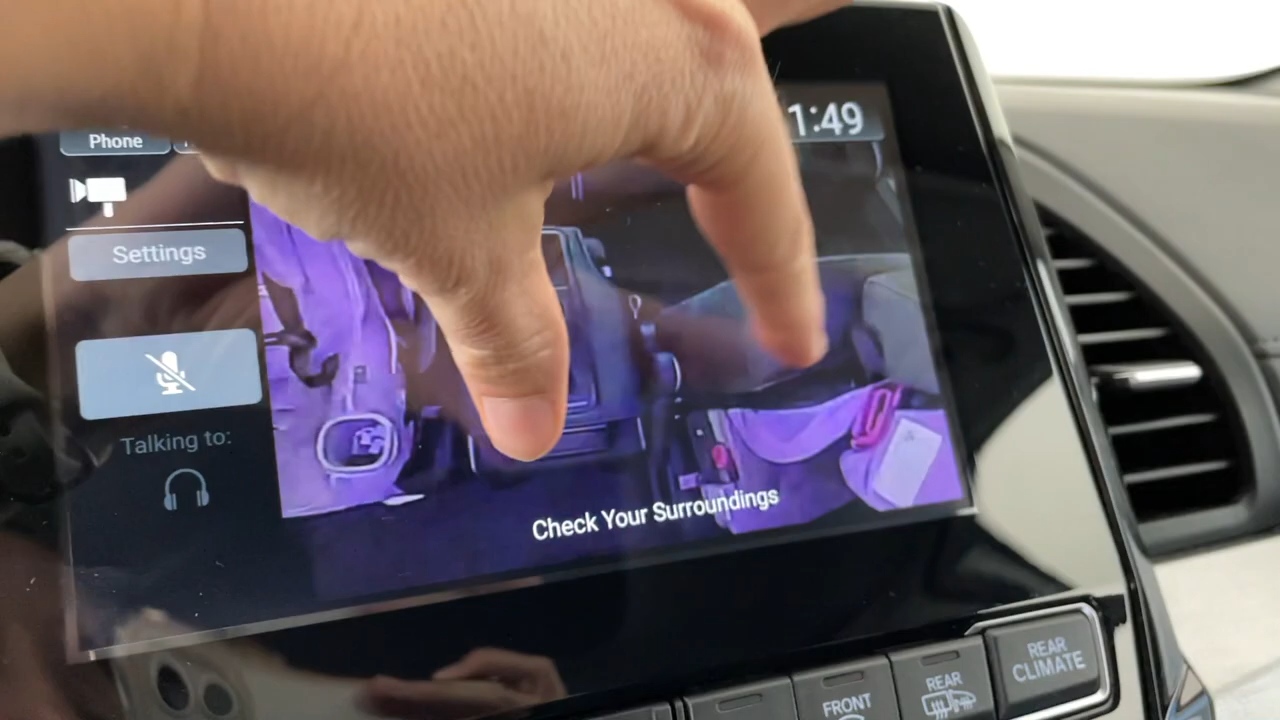 Phone
1:49
Settings
Talking to:
Check Your Surroundings
FRONT
REAR
REAR
CLIMATE